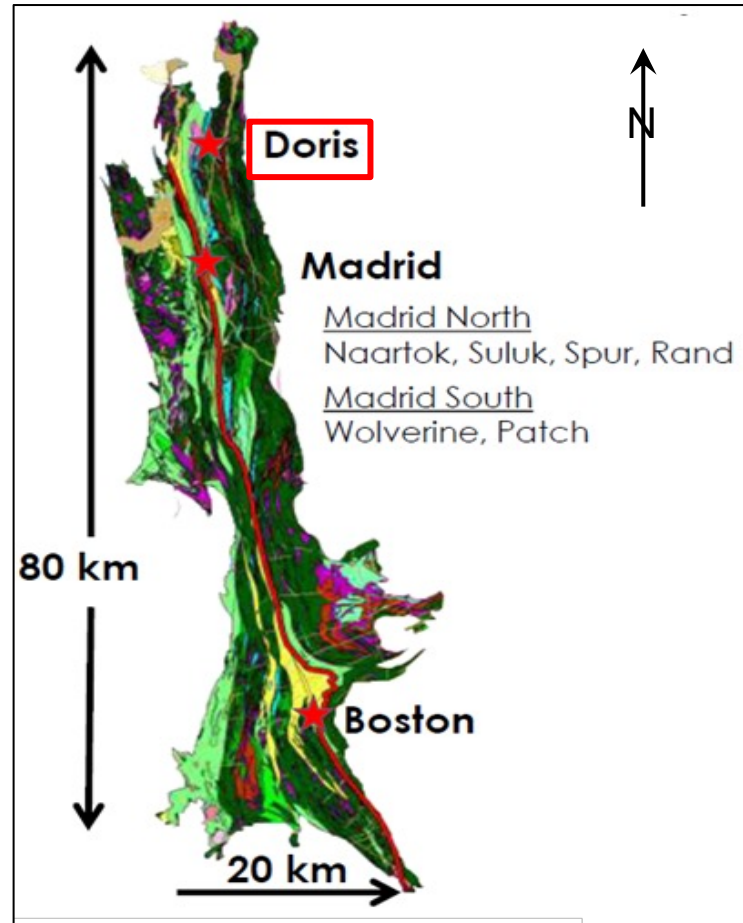 N
Doris
Madrid
Madrid North
Naartok, Suluk, Spur, Rand
Madrid South
Wolverine, Patch
80 km
Boston
20 km